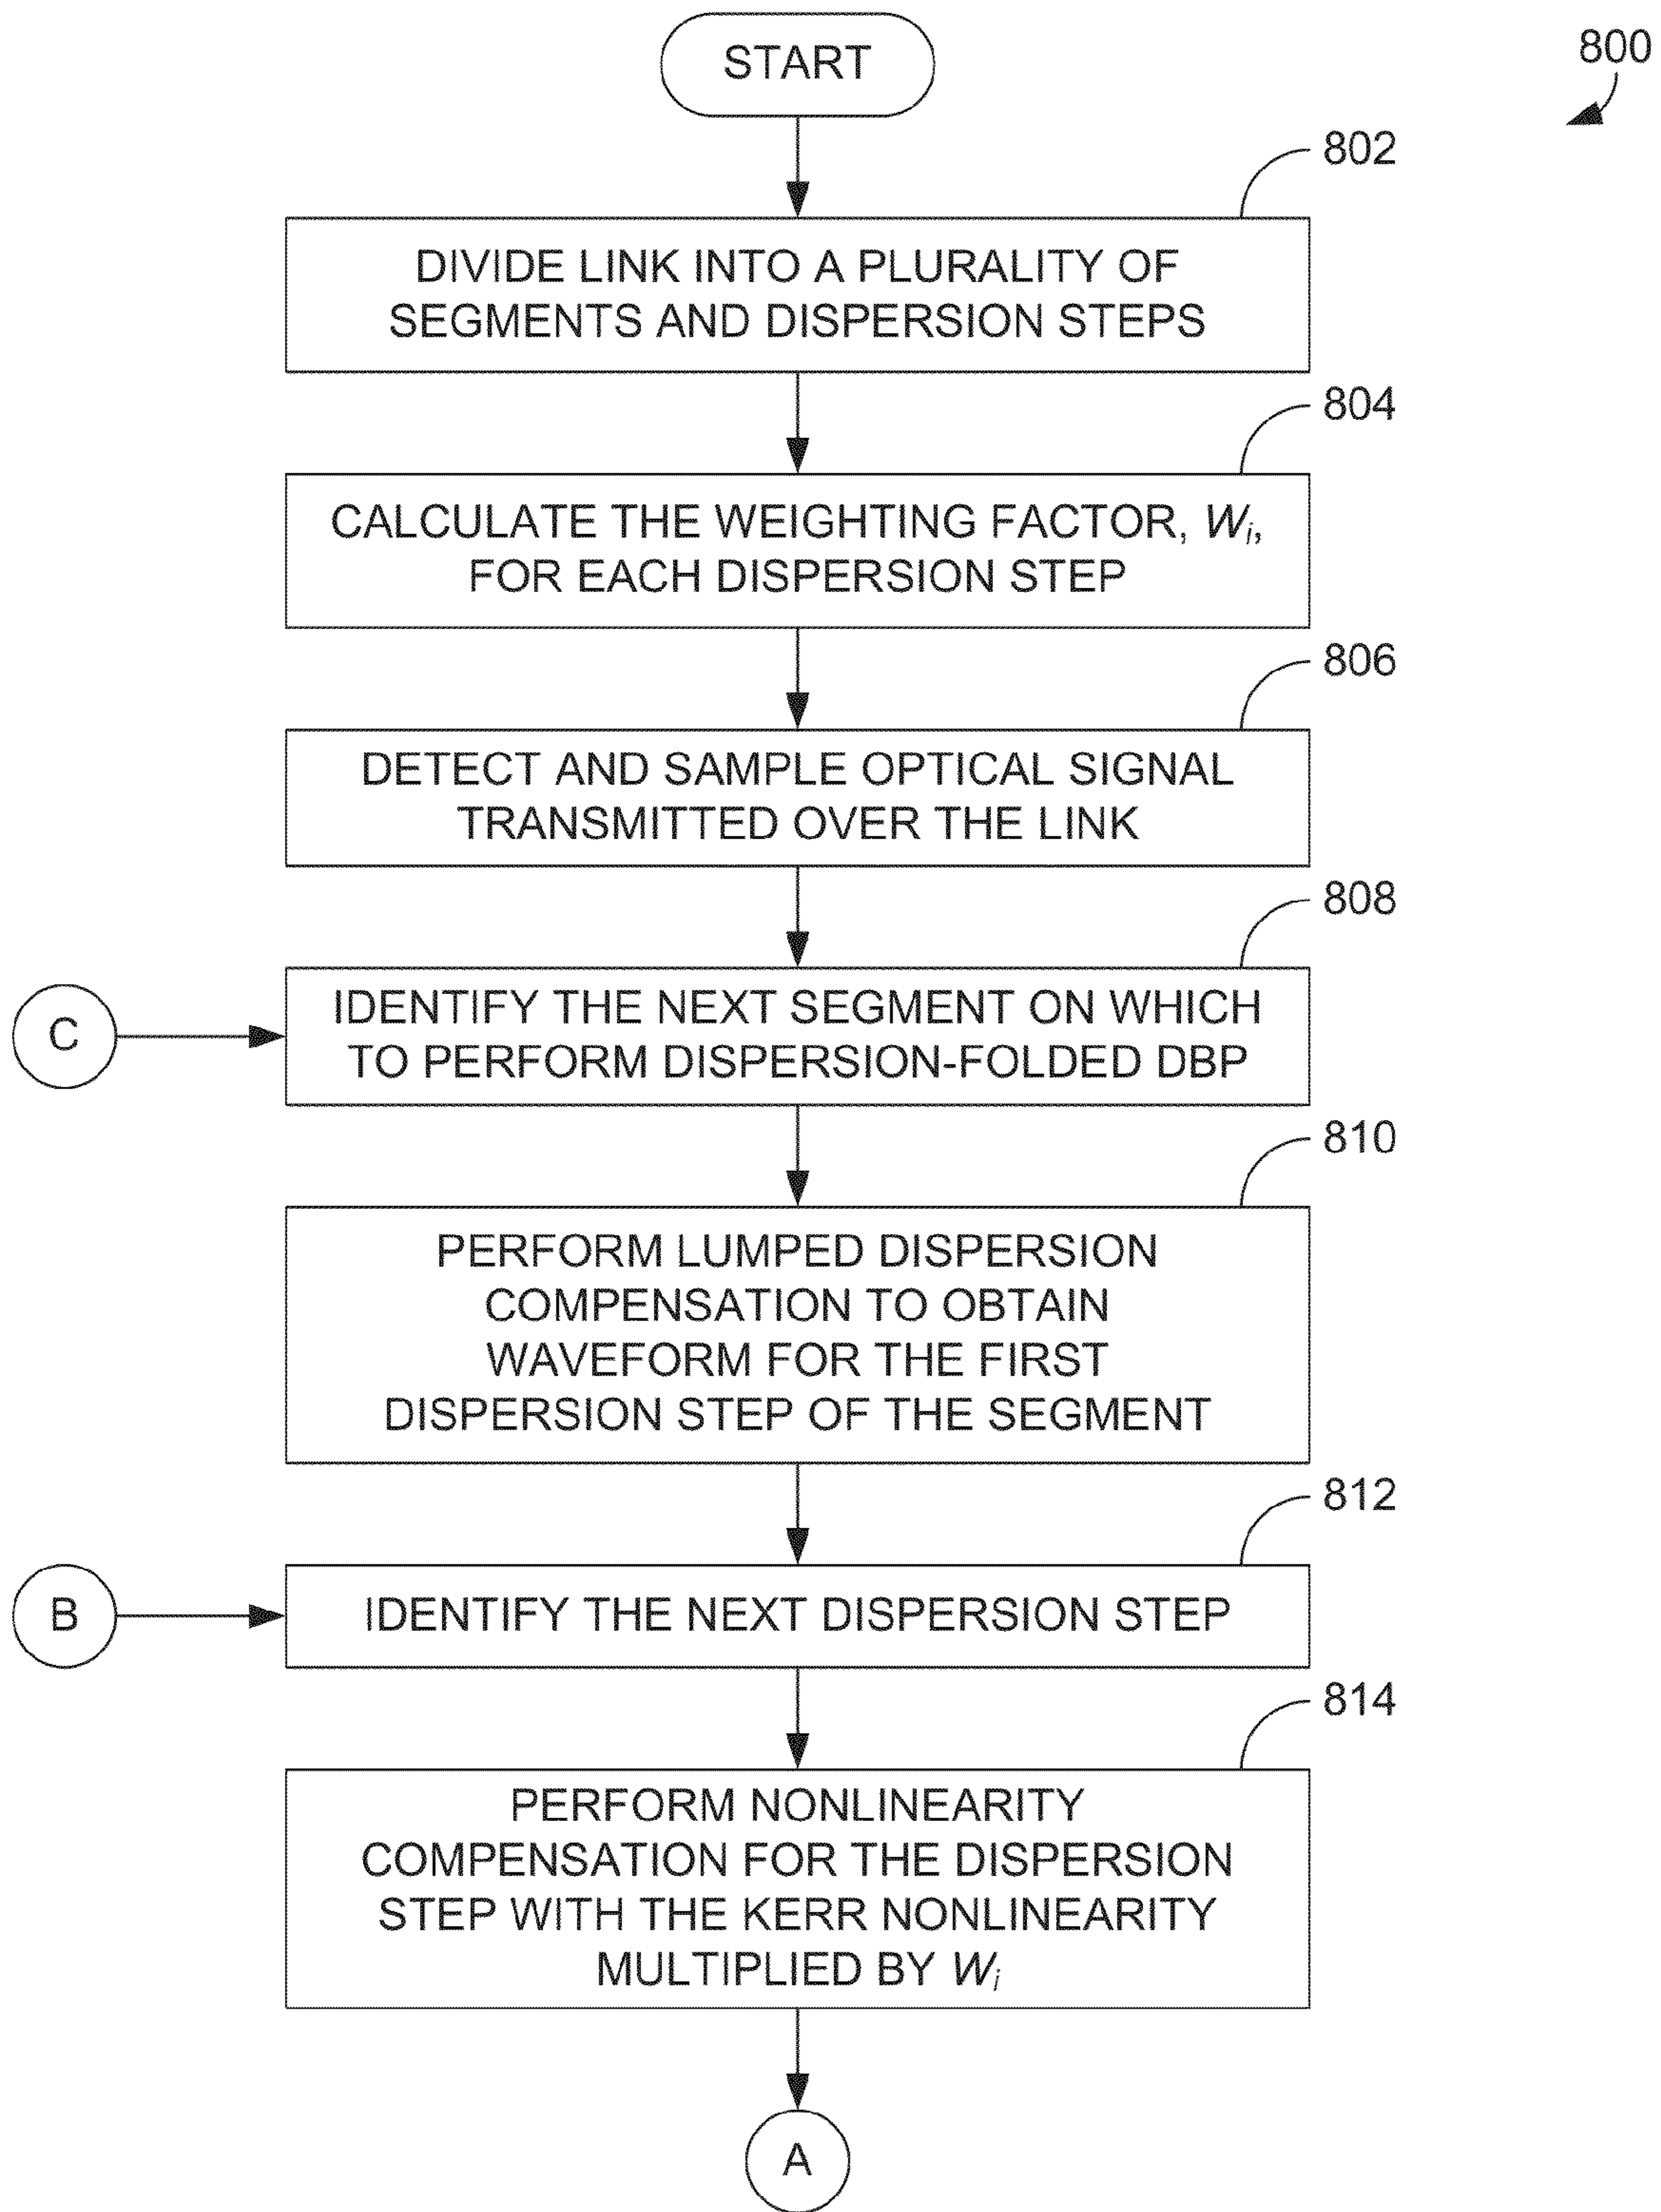 START
800
802
DIVIDE LINK INTO A PLURALITY OF
SEGMENTS AND DISPERSION STEPS
804
CALCULATE THE WEIGHTING FACTOR, Wi,
FOR EACH DISPERSION STEP
806
DETECT AND SAMPLE OPTICAL SIGNAL
TRANSMITTED OVER THE LINK
808
C
IDENTIFY THE NEXT SEGMENT ON WHICH
TO PERFORM DISPERSION-FOLDED DBP
810
PERFORM LUMPED DISPERSION
COMPENSATION TO OBTAIN
WAVEFORM FOR THE FIRST
DISPERSION STEP OF THE SEGMENT
812
B
IDENTIFY THE NEXT DISPERSION STEP
814
PERFORM NONLINEARITY
COMPENSATION FOR THE DISPERSION
STEP WITH THE KERR NONLINEARITY
MULTIPLIED BY Wi
A